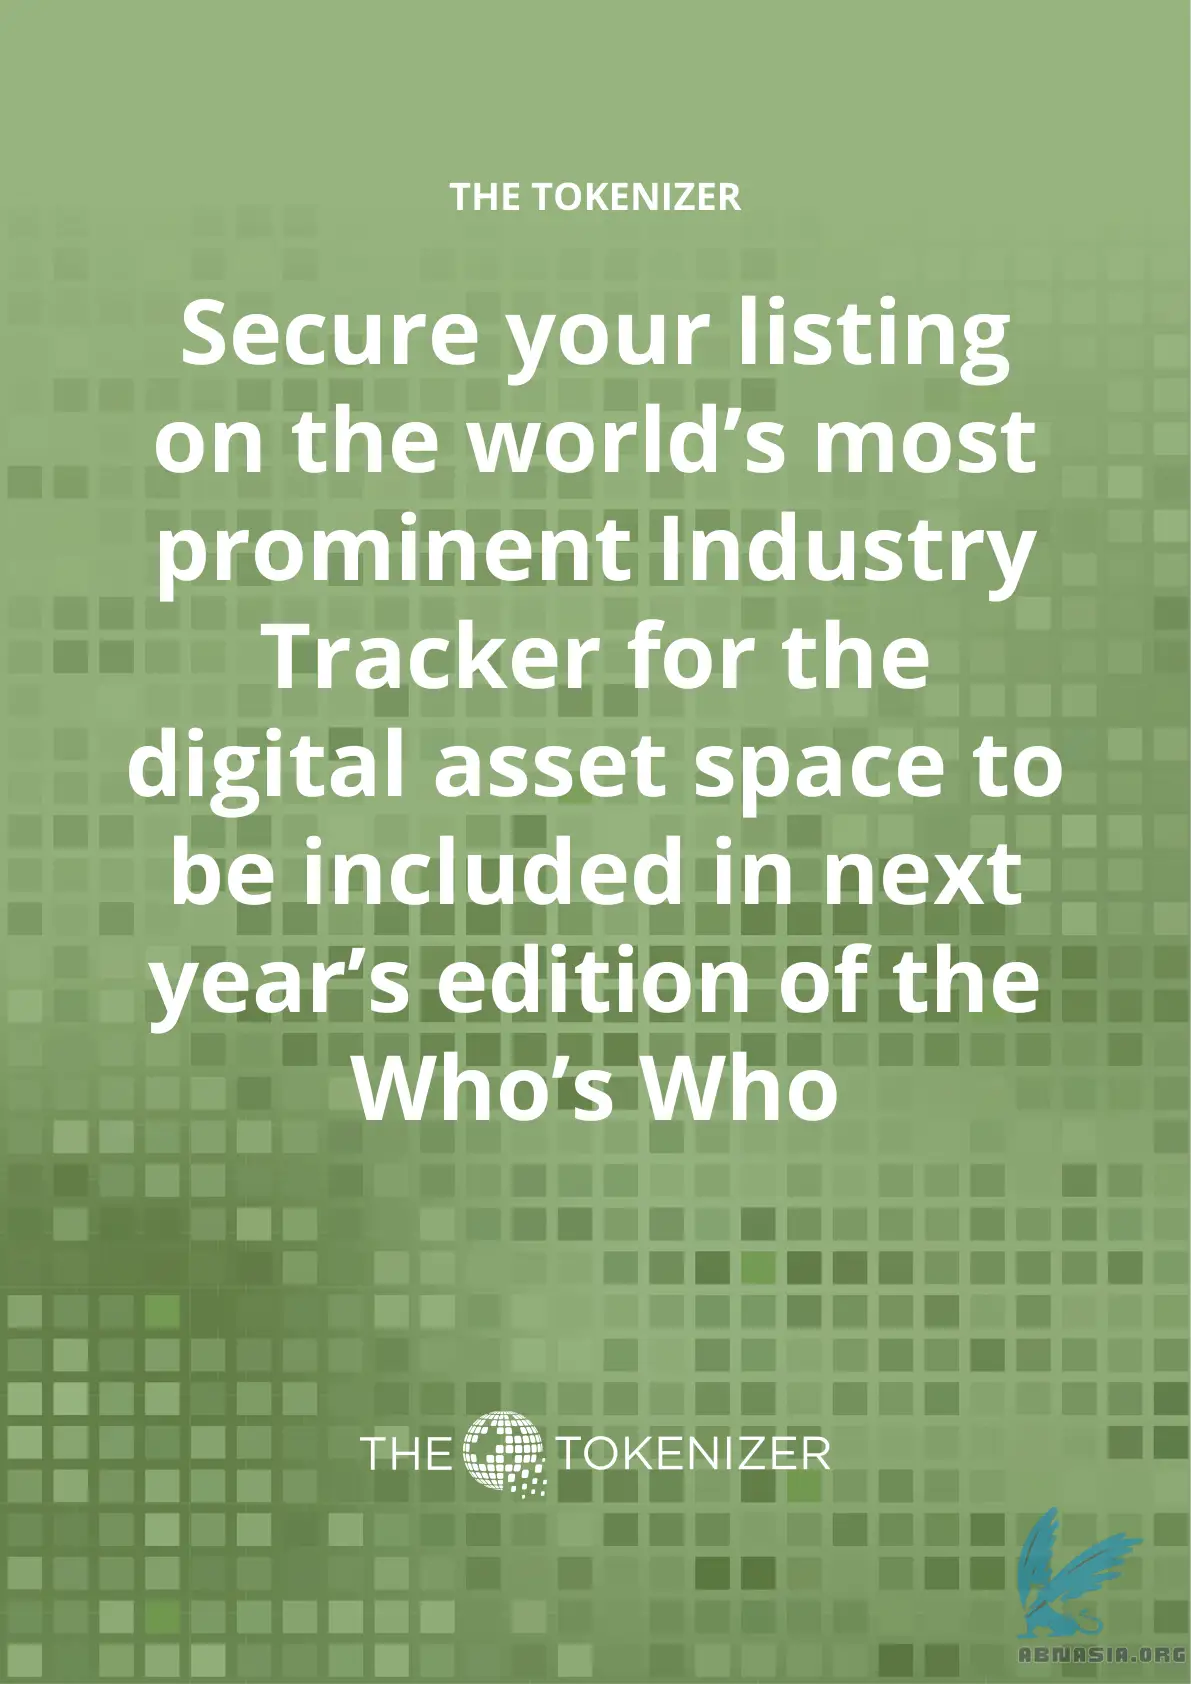 THE TOKENIZER
Secure your listing
on the world’s most
prominent Industry
Tracker for the
digital asset space to
be included in next
year’s edition of the
Who’s Who
THE TOKENIZER
ABNASIA.ORG